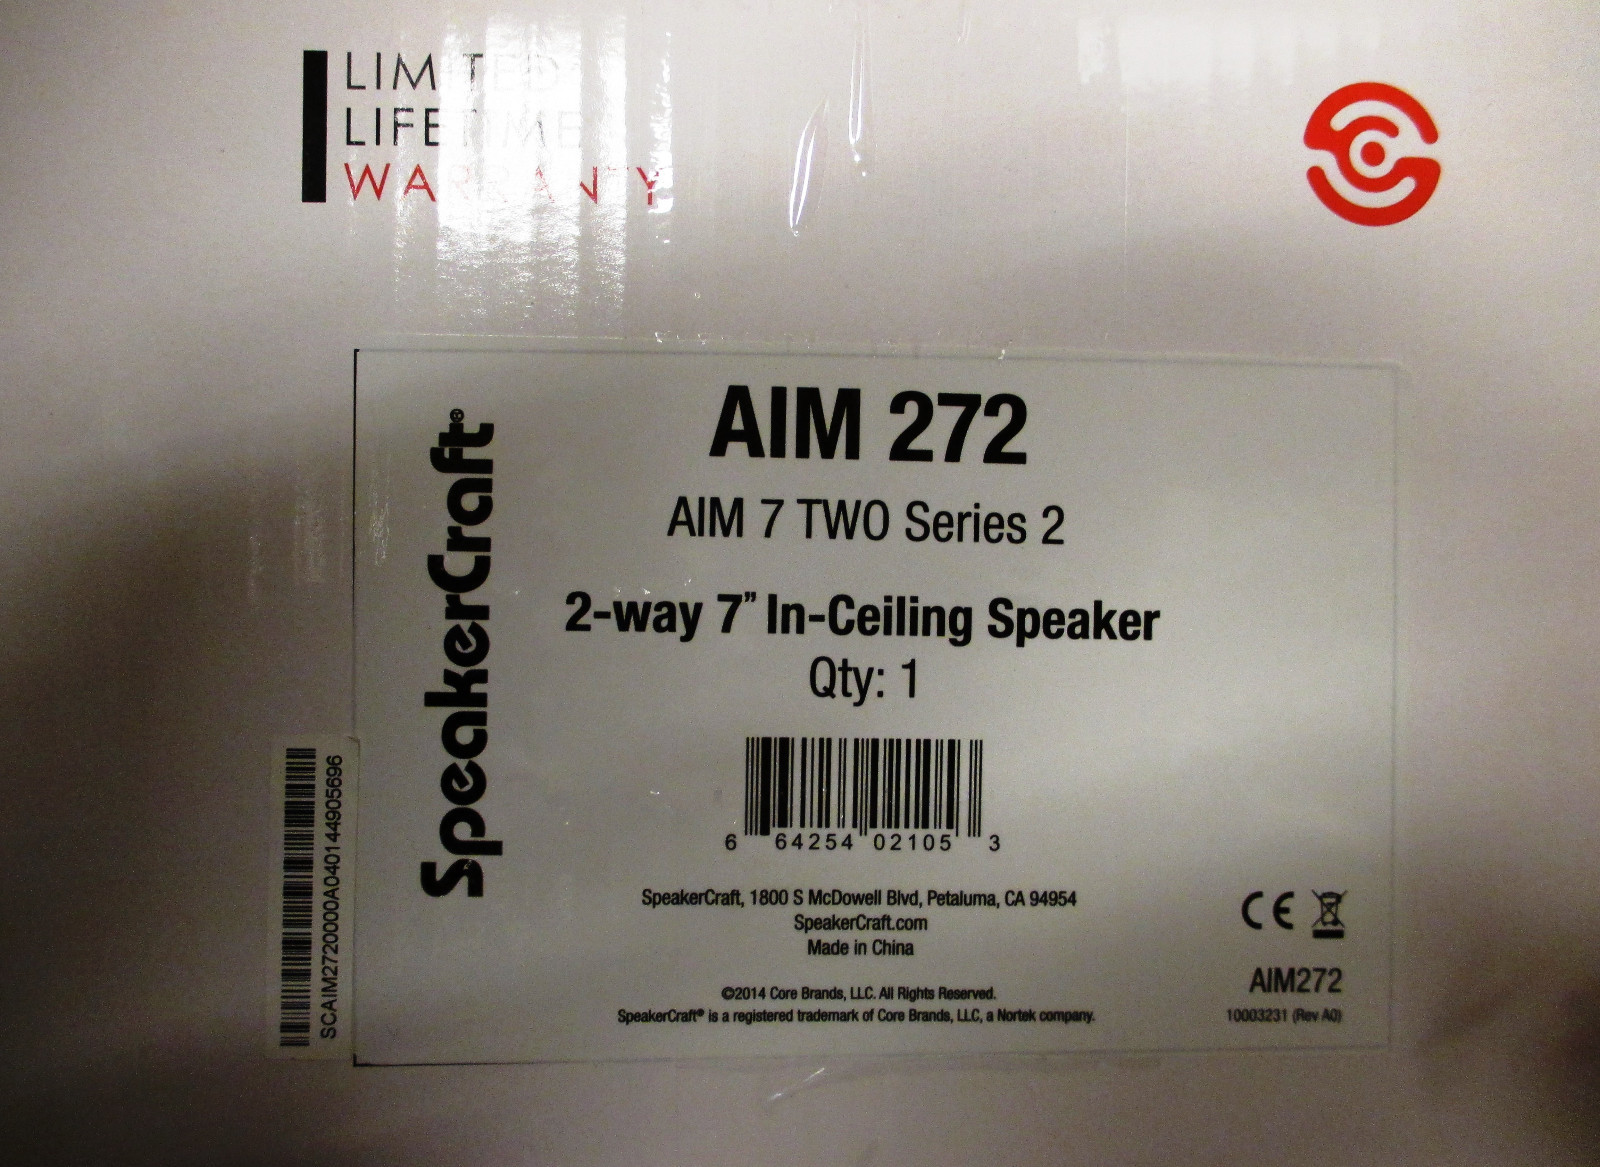 LIMITED
LIFETIME
WARRANTY
SpeakerCraft®
AIM 272
AIM 7 TWO Series 2
2-way 7” In-Ceiling Speaker
Qty: 1
6 64254 02105 3
SpeakerCraft, 1800 S McDowell Blvd, Petaluma, CA 94954
SpeakerCraft.com
Made in China
©2014 Core Brands, LLC. All Rights Reserved.
SpeakerCraft® is a registered trademark of Core Brands, LLC, a Nortek company.
CE
AIM272
10003231 (Rev A0)
SCAIM2720000A040144905696